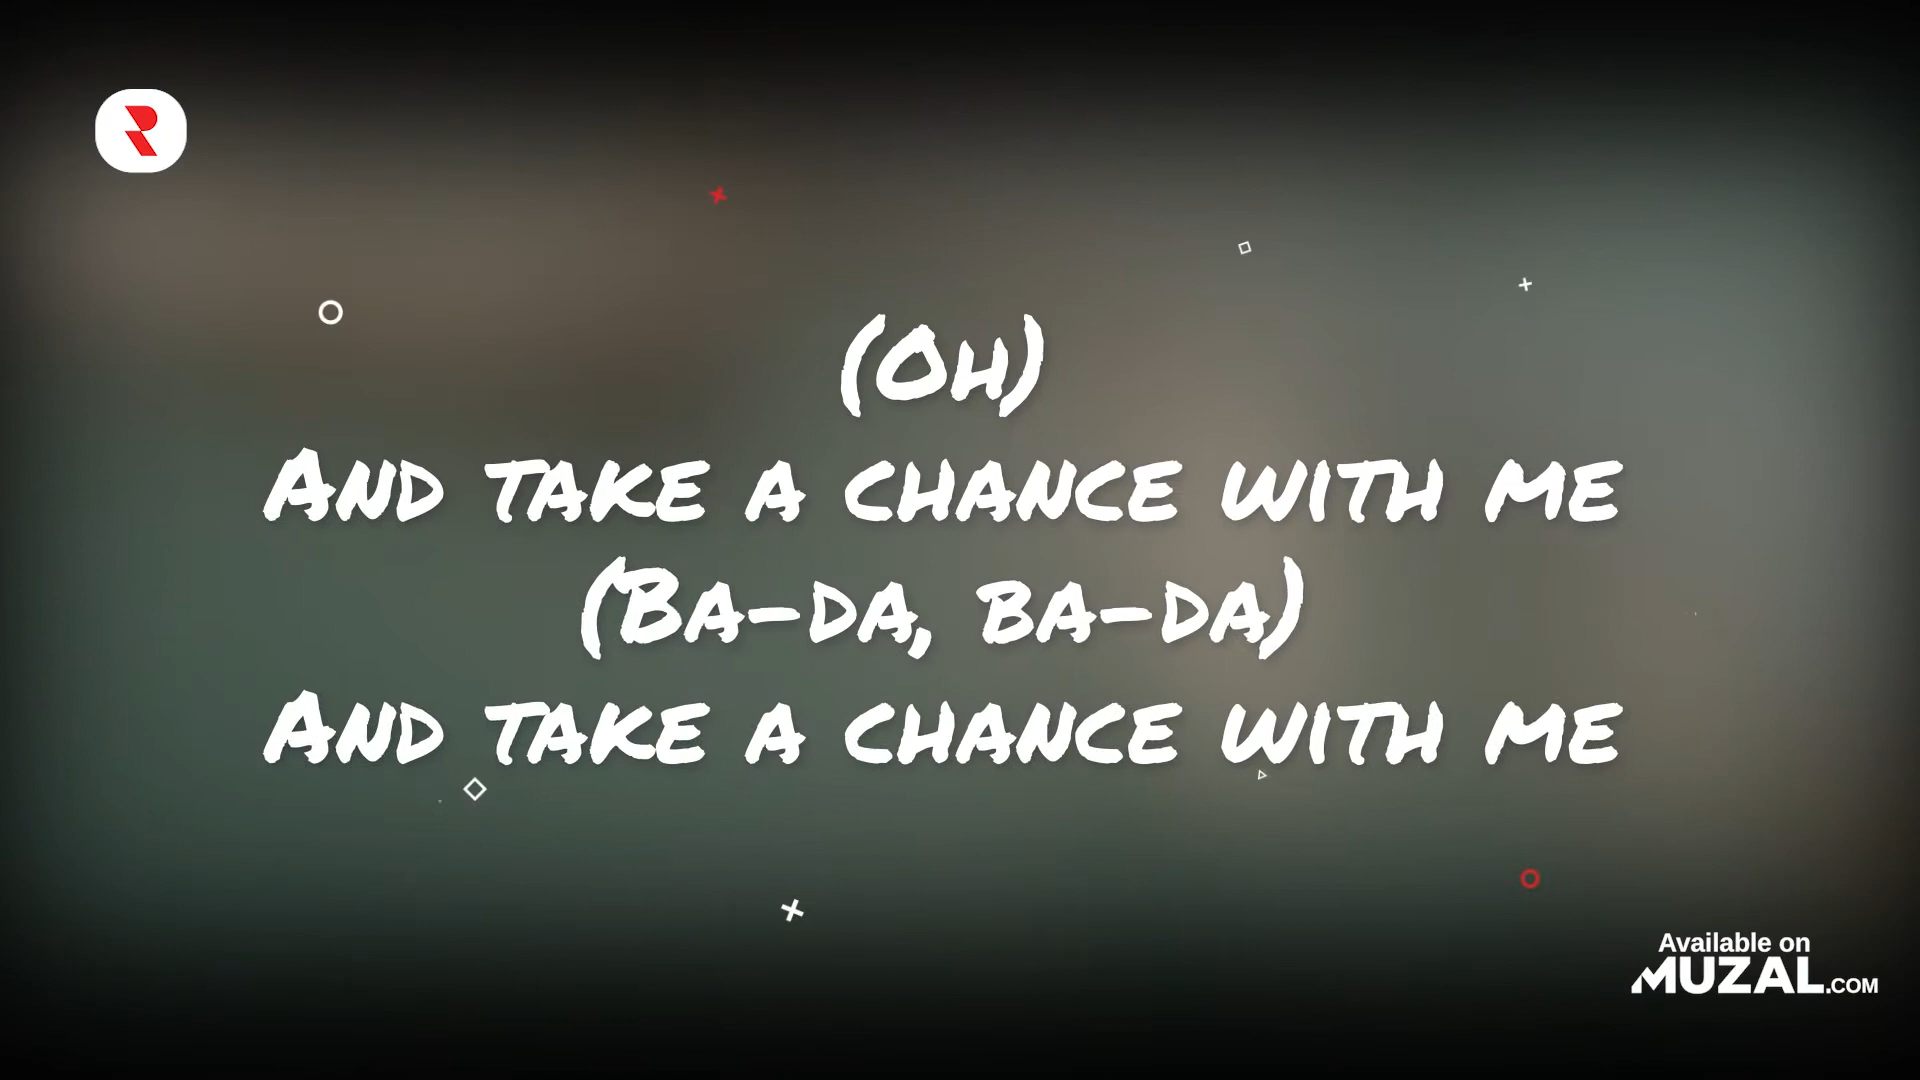 (Oh)
And take a chance with me
(Ba-da, ba-da)
And take a chance with me
Available on
MUZAL.COM